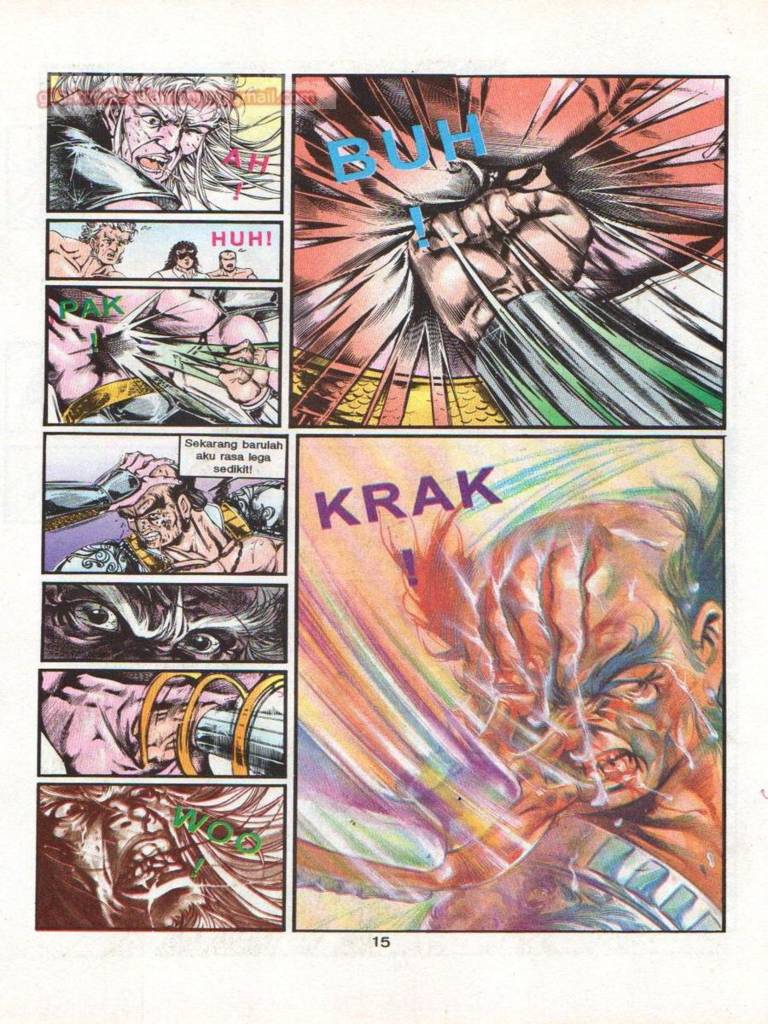 AH
!
HUH!
PAK
!
BUH
!
Sekarang barulah
aku rasa lega
sedikit!
WOO
!
KRAK
!
15